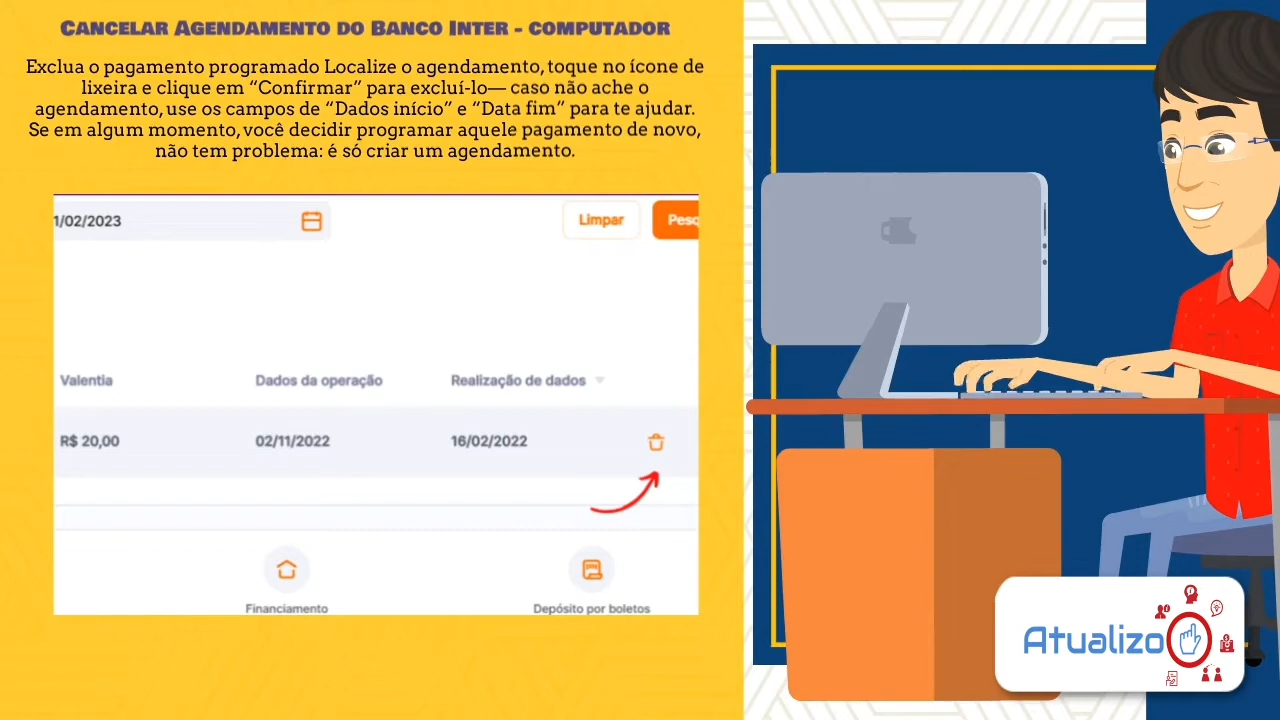 Cancelar Agendamento do Banco Inter - computador
Exclua o pagamento programado Localize o agendamento, toque no ícone de
lixeira e clique em “Confirmar” para excluí-lo— caso não ache o
agendamento, use os campos de “Dados início” e “Data fim” para te ajudar.
Se em algum momento, você decidir programar aquele pagamento de novo,
não tem problema: é só criar um agendamento.
1/02/2023
Limpar
Pesq
Valentia
Dados da operação
Realização de dados
R$ 20,00
02/11/2022
16/02/2022
Financiamento
Depósito por boletos
Atualizo